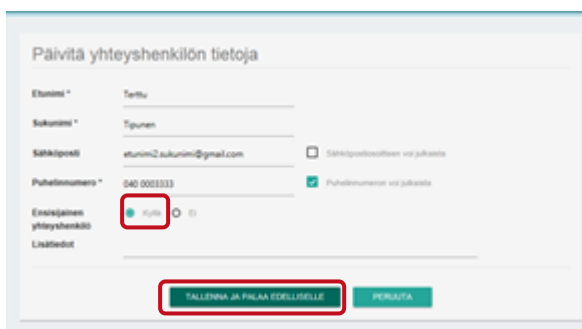 Päivitä yhteyshenkilön tietoja
Etunimi * Terttu
Sukunimi * Tipunen
Sähköposti etunimi2.sukunimi@gmail.com Sähköpostiosoitteen voi julkaista
Puhelinnumero * 040 0003333 Puhelinnumeron voi julkaista
Ensisijainen yhteyshenkilö Kyllä Ei
Lisätiedot
TALLENNA JA PALAA EDELLISELLE PERUUTA